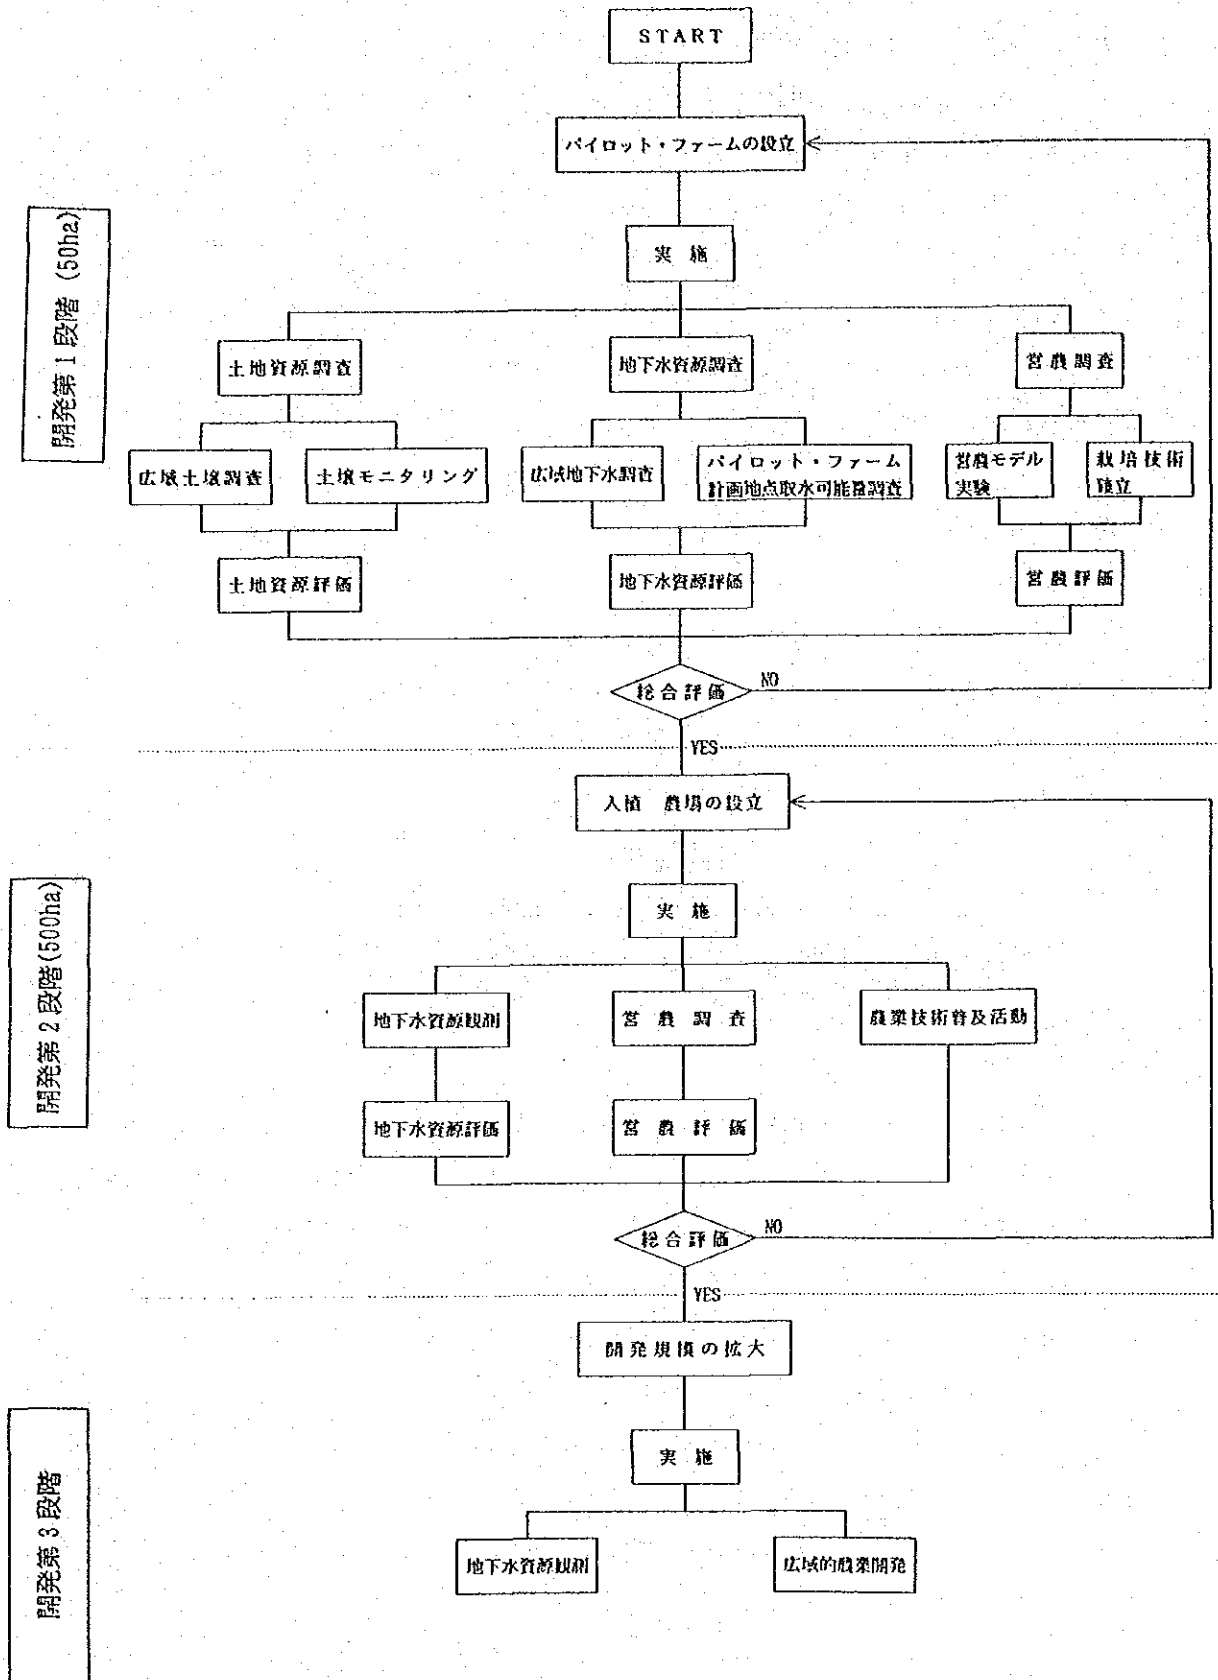 START
パイロット・ファームの設立
開発第1段階 (50ha)
実 施
土地資源調査
地下水資源調査
営農調査
広域土壌調査
土壌モニタリング
広域地下水調査
パイロット・ファーム
計画地点取水可能量調査
営農モデル
実験
栽培技術
確立
土地資源評価
地下水資源評価
営農評価
総合評価
NO
YES
入植 農場の設立
開発第2段階(500ha)
実 施
地下水資源観測
営農調査
農業技術普及活動
地下水資源評価
営農評価
総合評価
NO
YES
開発規模の拡大
開発第3段階
実 施
地下水資源観測
広域的農業開発